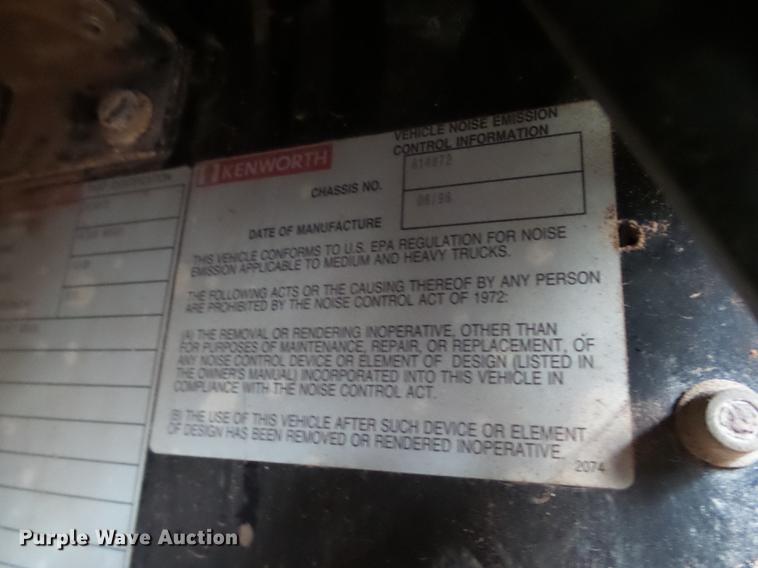 KENWORTH
VEHICLE NOISE EMISSION
CONTROL INFORMATION
CHASSIS NO.
DATE OF MANUFACTURE
THIS VEHICLE CONFORMS TO U.S. EPA REGULATION FOR NOISE
EMISSION APPLICABLE TO MEDIUM AND HEAVY TRUCKS.
THE FOLLOWING ACTS OR THE CAUSING THEREOF BY ANY PERSON
ARE PROHIBITED BY THE NOISE CONTROL ACT OF 1972:
(A) THE REMOVAL OR RENDERING INOPERATIVE, OTHER THAN
FOR PURPOSES OF MAINTENANCE, REPAIR, OR REPLACEMENT, OF
ANY NOISE CONTROL DEVICE OR ELEMENT OF DESIGN (LISTED IN
THE OWNER'S MANUAL) INCORPORATED INTO THIS VEHICLE IN
COMPLIANCE WITH THE NOISE CONTROL ACT.
(B) THE USE OF THIS VEHICLE AFTER SUCH DEVICE OR ELEMENT
OF DESIGN HAS BEEN REMOVED OR RENDERED INOPERATIVE.
2074
Purple Wave Auction